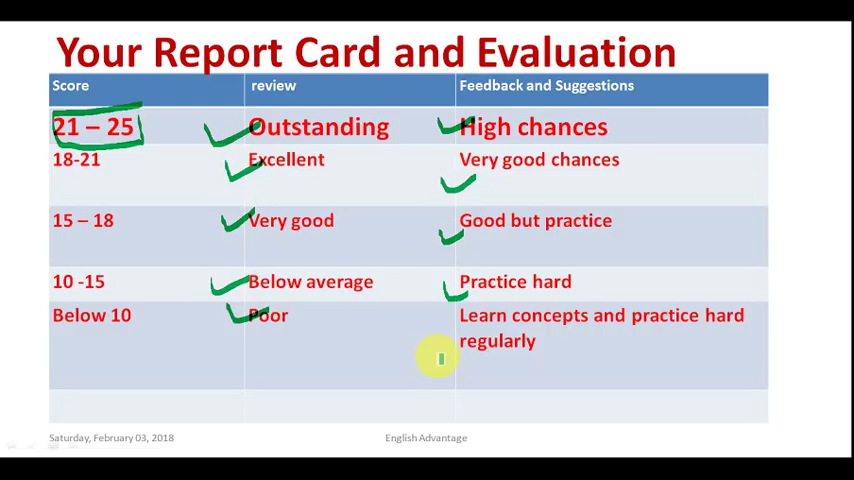 Your Report Card and Evaluation
Score review Feedback and Suggestions
21 – 25 Outstanding High chances
18-21 Excellent Very good chances
15 – 18 Very good Good but practice
10 -15 Below average Practice hard
Below 10 Poor Learn concepts and practice hard
regularly
Saturday, February 03, 2018 English Advantage